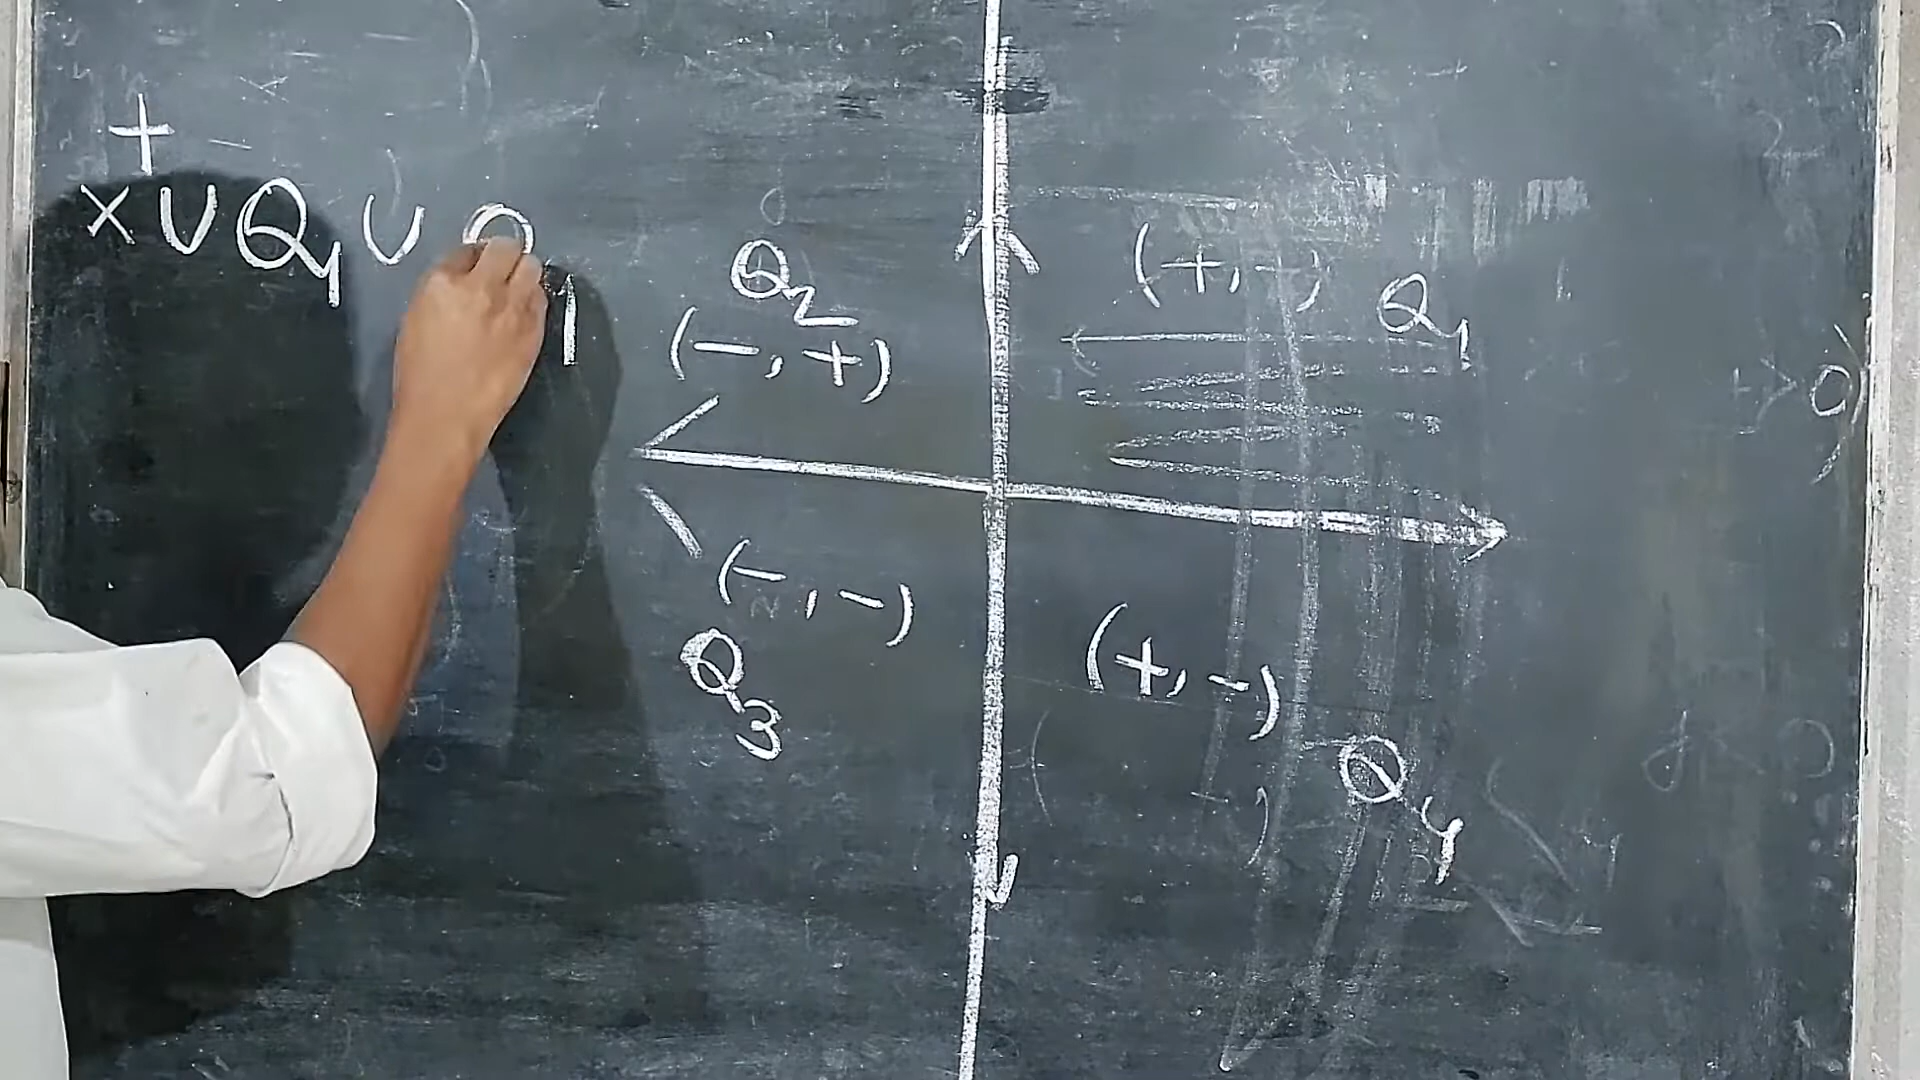 + -
x ∪ Q1 ∪ Q
Q2
(-, +)
(+, +) Q1
(-, -)
Q3
(+, -)
Q4